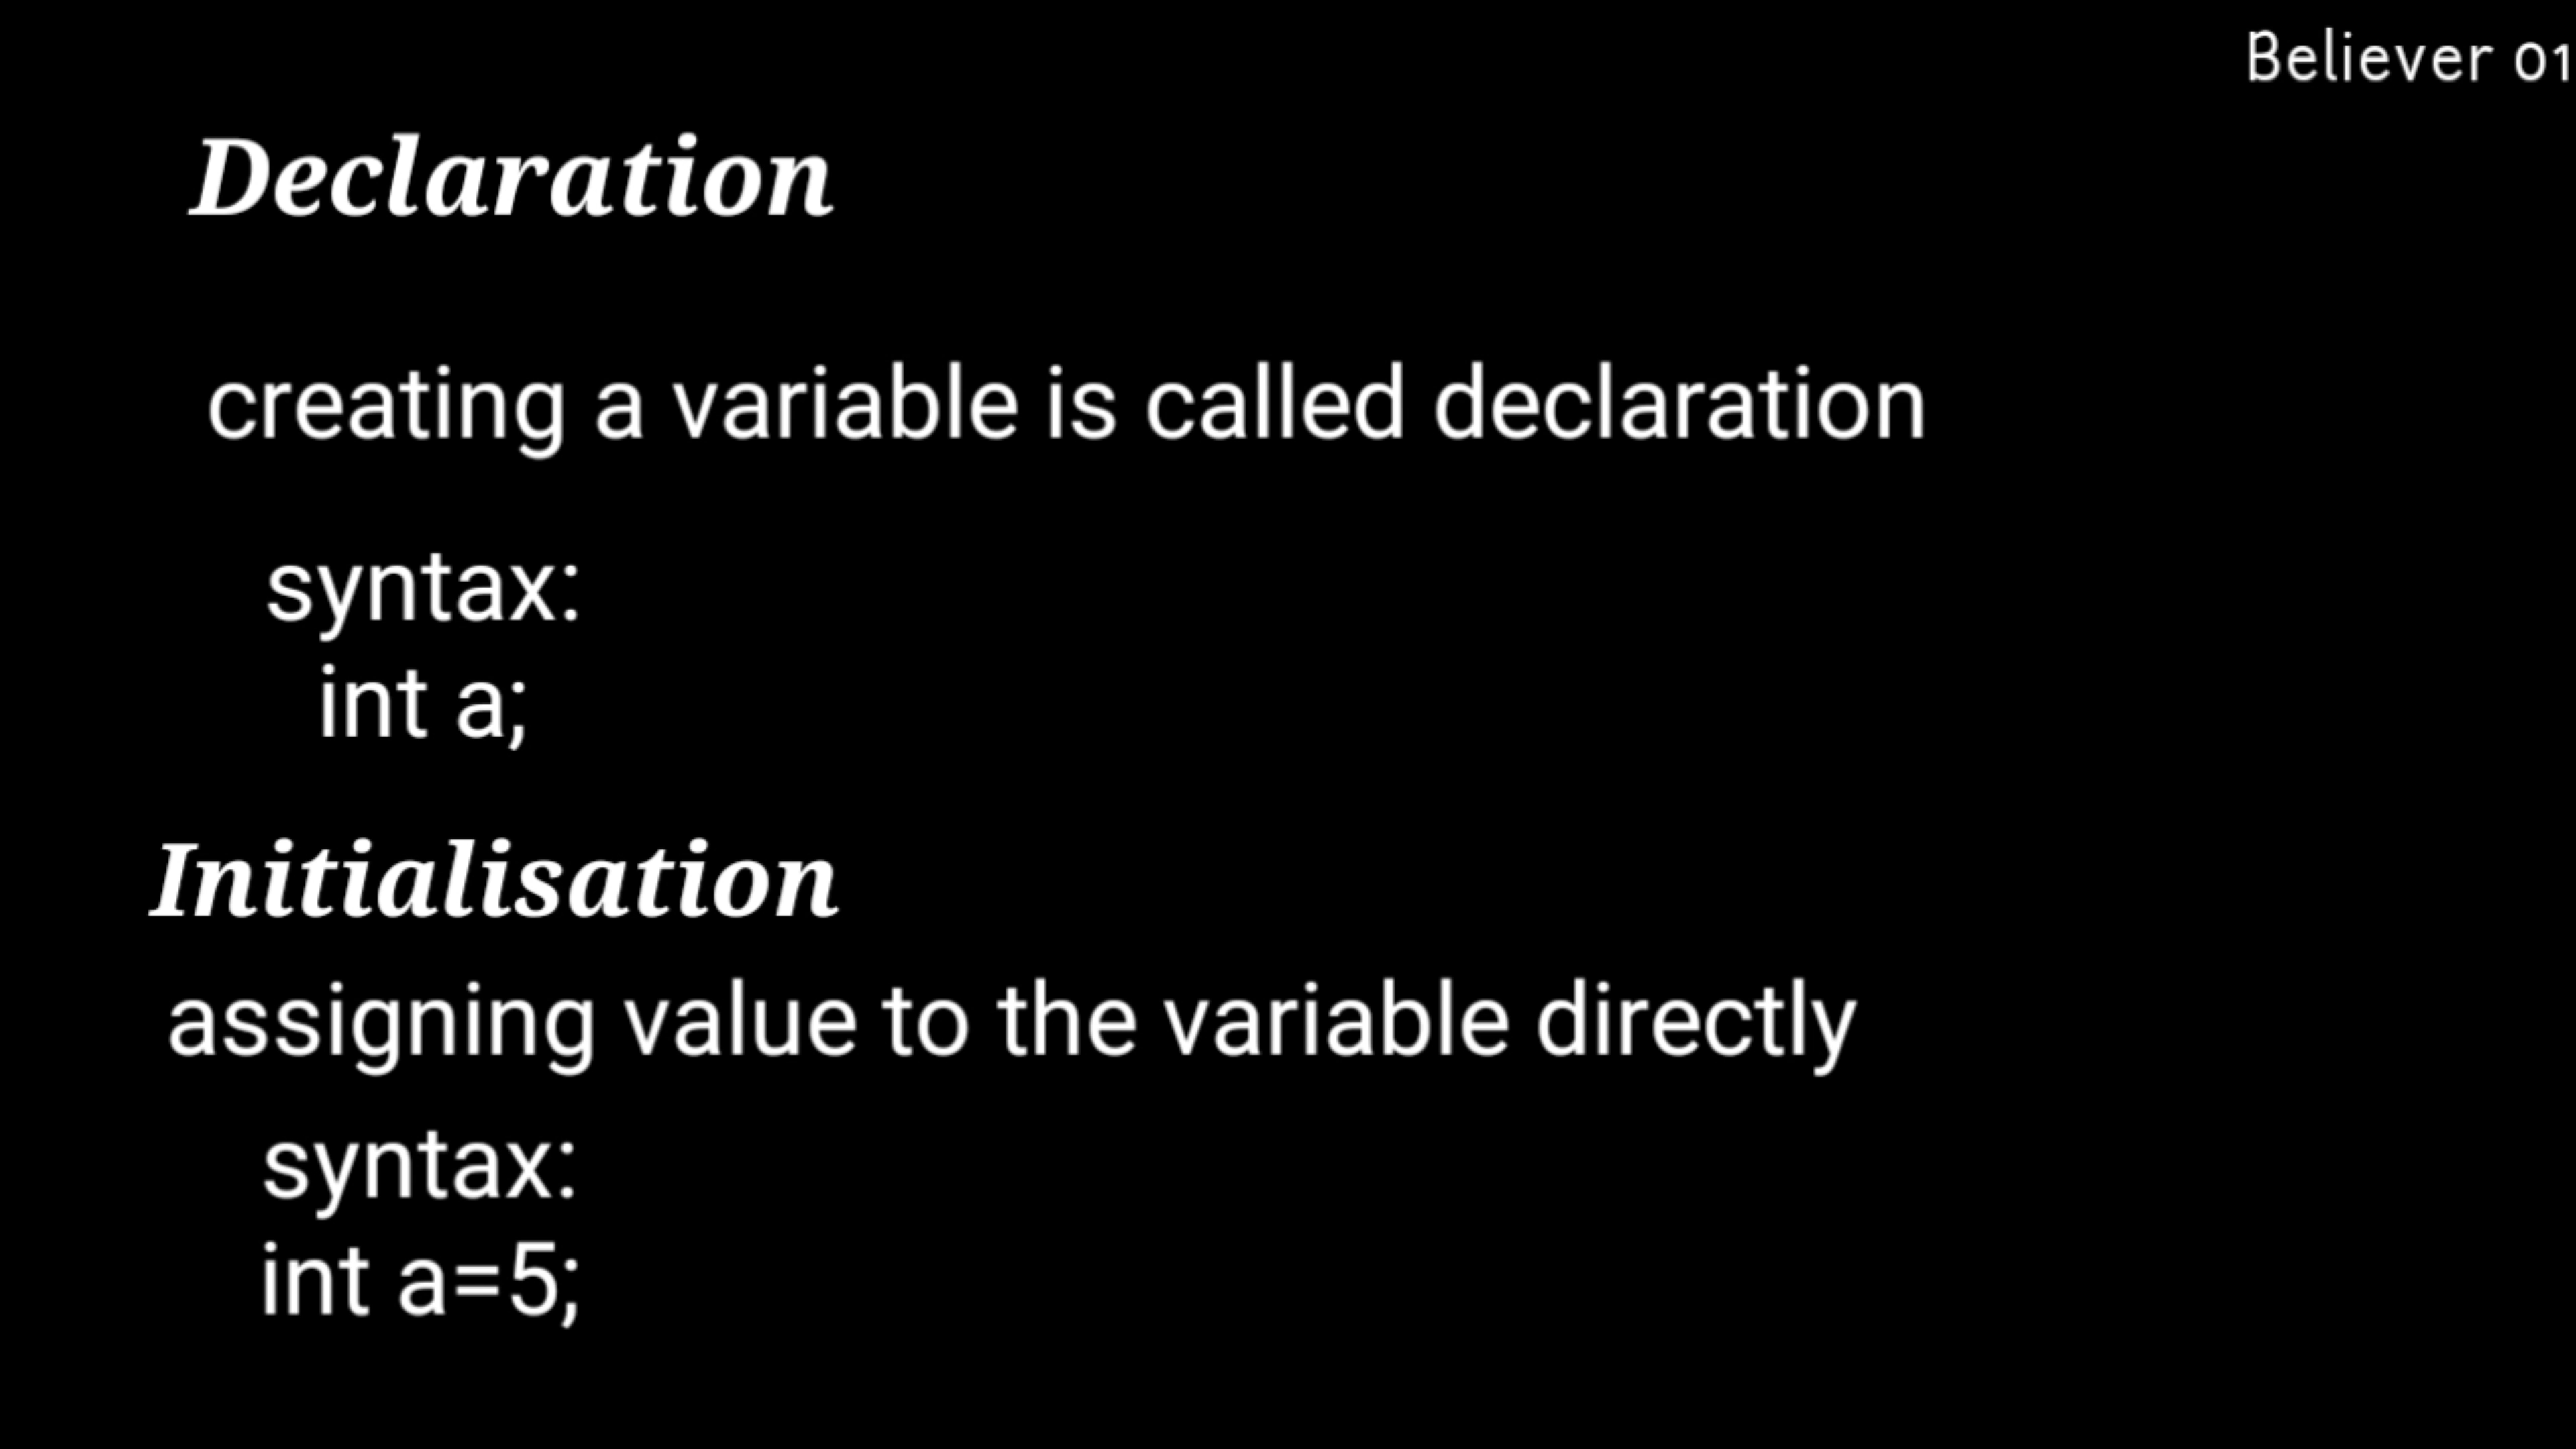 Believer 01
Declaration
creating a variable is called declaration
syntax:
int a;
Initialisation
assigning value to the variable directly
syntax:
int a=5;